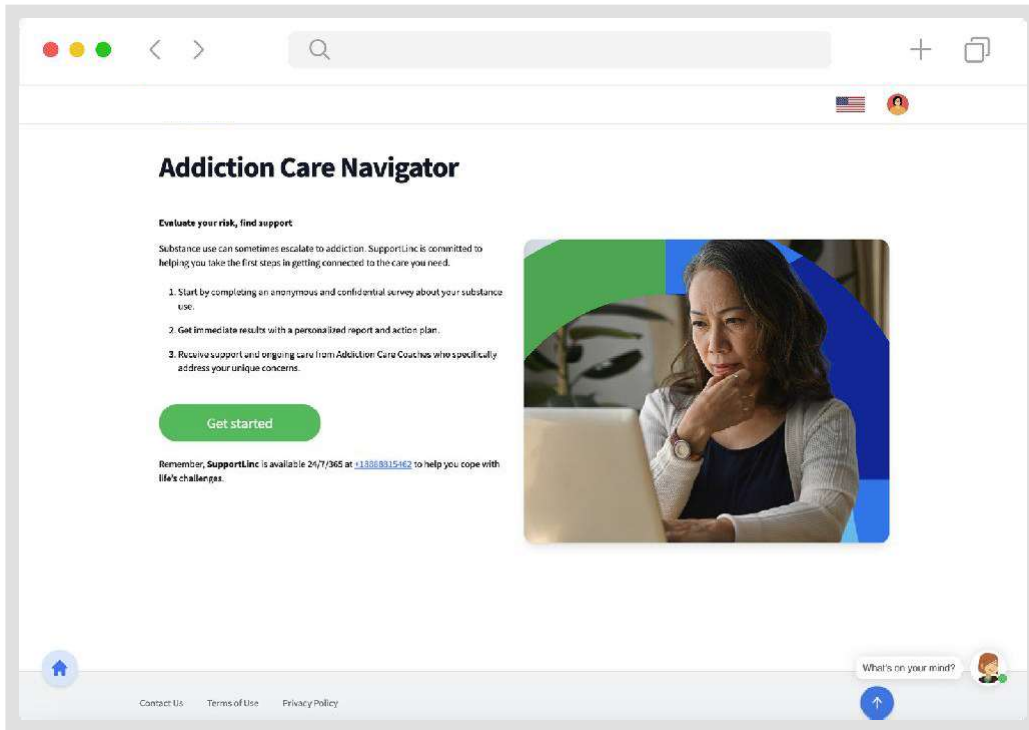 Addiction Care Navigator
Evaluate your risk, find support
Substance use can sometimes escalate to addiction. SupportLinc is committed to
helping you take the first steps in getting connected to the care you need.
1. Start by completing an anonymous and confidential survey about your substance
use.
2. Get immediate results with a personalized report and action plan.
3. Receive support and ongoing care from Addiction Care Coaches who specifically
address your unique concerns.
Get started
Remember, SupportLinc is available 24/7/365 at +18888815462 to help you cope with
life's challenges.
What's on your mind?
Contact Us Terms of Use Privacy Policy